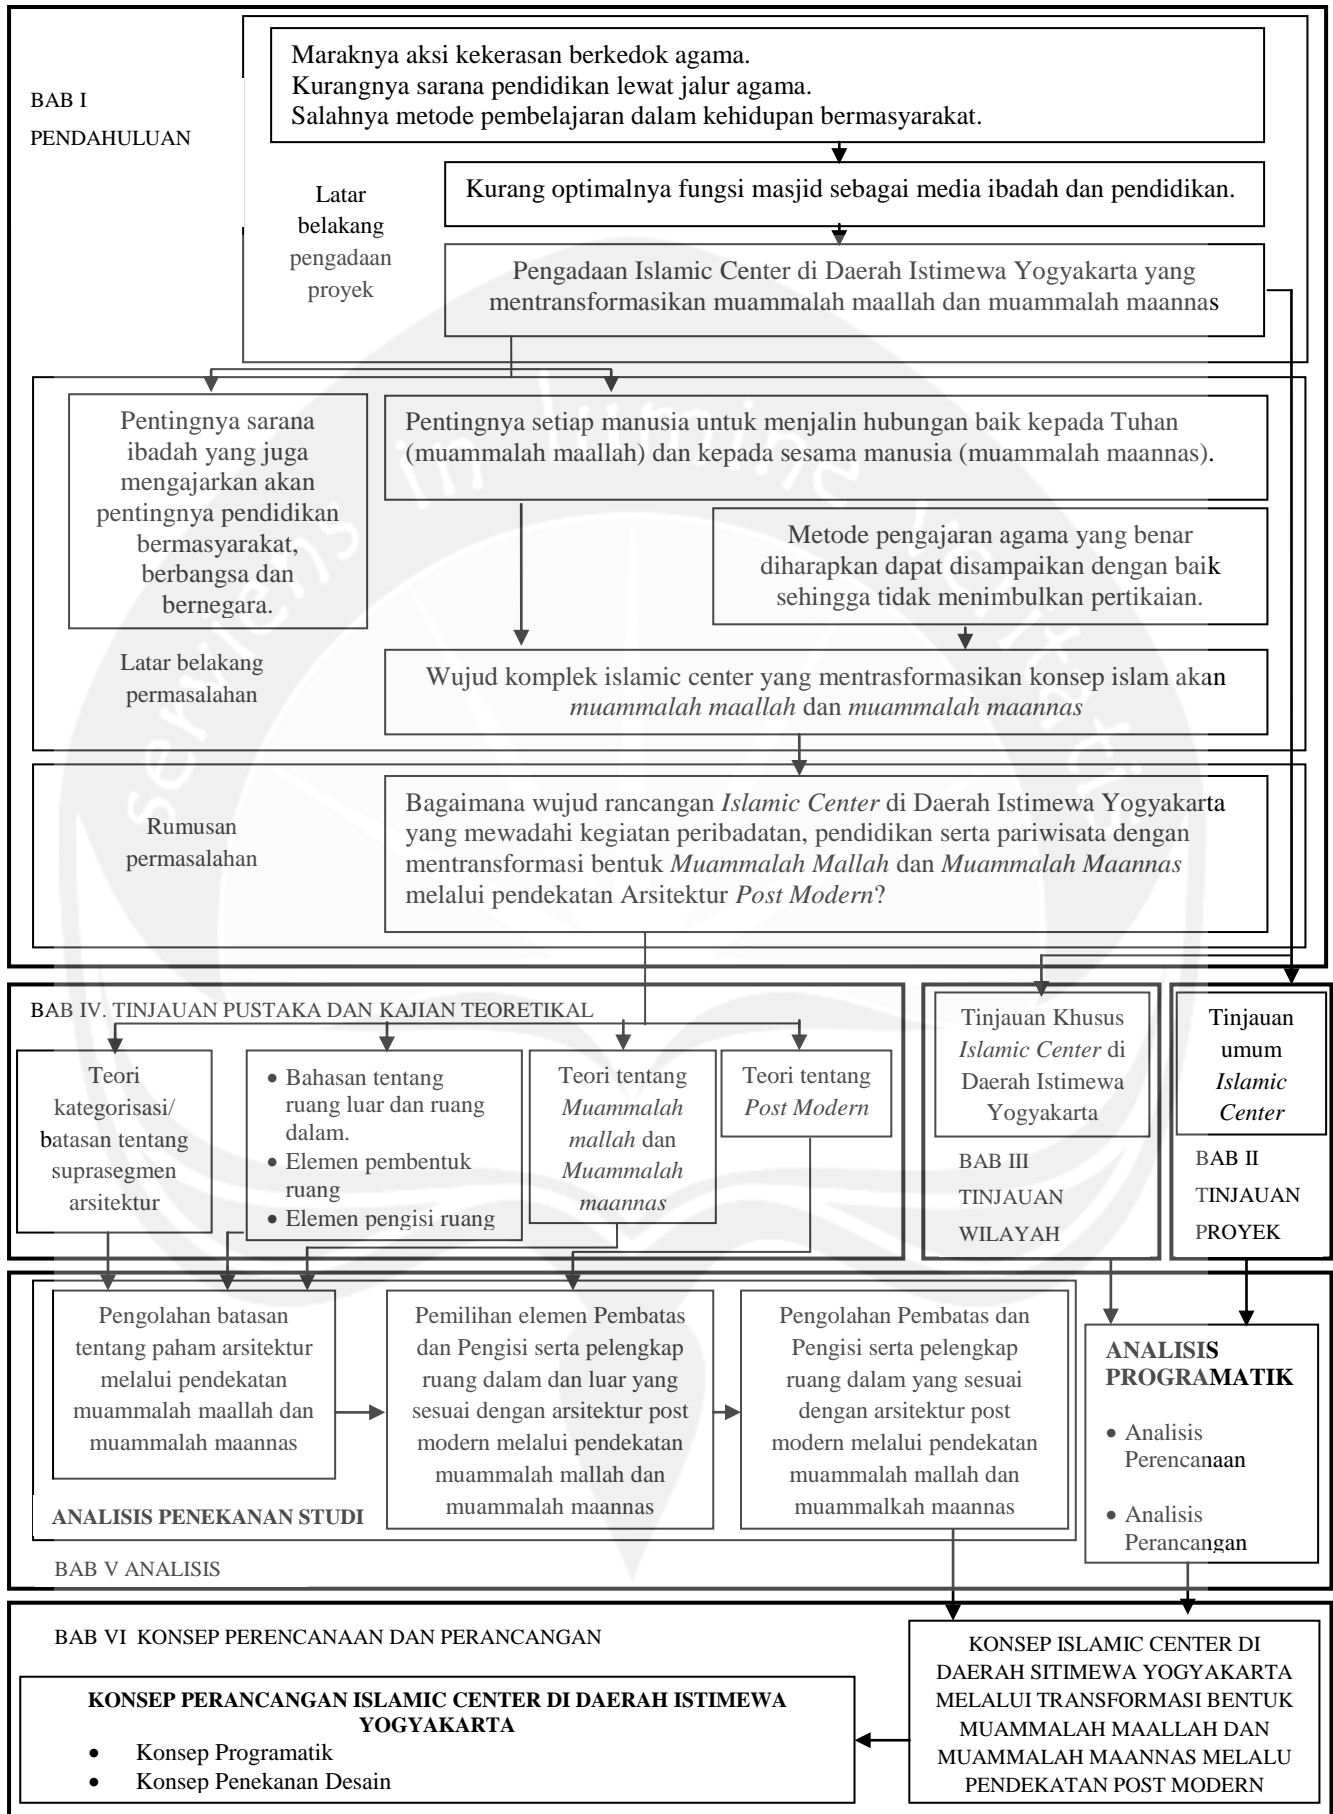 BAB I
PENDAHULUAN
Maraknya aksi kekerasan berkedok agama.
Kurangnya sarana pendidikan lewat jalur agama.
Salahnya metode pembelajaran dalam kehidupan bermasyarakat.
Latar
belakang
pengadaan
proyek
Kurang optimalnya fungsi masjid sebagai media ibadah dan pendidikan.
Pengadaan Islamic Center di Daerah Istimewa Yogyakarta yang
mentransformasikan muammalah maallah dan muammalah maannas
Pentingnya sarana
ibadah yang juga
mengajarkan akan
pentingnya pendidikan
bermasyarakat,
berbangsa dan
bernegara.
Pentingnya setiap manusia untuk menjalin hubungan baik kepada Tuhan
(muammalah maallah) dan kepada sesama manusia (muammalah maannas).
Metode pengajaran agama yang benar
diharapkan dapat disampaikan dengan baik
sehingga tidak menimbulkan pertikaian.
Latar belakang
permasalahan
Wujud komplek islamic center yang mentrasformasikan konsep islam akan
muammalah maallah dan muammalah maannas
Rumusan
permasalahan
Bagaimana wujud rancangan Islamic Center di Daerah Istimewa Yogyakarta
yang mewadahi kegiatan peribadatan, pendidikan serta pariwisata dengan
mentransformasi bentuk Muammalah Mallah dan Muammalah Maannas
melalui pendekatan Arsitektur Post Modern?
BAB IV. TINJAUAN PUSTAKA DAN KAJIAN TEORETIKAL
Teori
kategorisasi/
batasan tentang
suprasegmen
arsitektur
• Bahasan tentang
ruang luar dan ruang
dalam.
• Elemen pembentuk
ruang
• Elemen pengisi ruang
Teori tentang
Muammalah
mallah dan
Muammalah
maannas
Teori tentang
Post Modern
Tinjauan Khusus
Islamic Center di
Daerah Istimewa
Yogyakarta
BAB III
TINJAUAN
WILAYAH
Tinjauan
umum
Islamic
Center
BAB II
TINJAUAN
PROYEK
Pengolahan batasan
tentang paham arsitektur
melalui pendekatan
muammalah maallah dan
muammalah maannas
Pemilihan elemen Pembatas
dan Pengisi serta pelengkap
ruang dalam dan luar yang
sesuai dengan arsitektur post
modern melalui pendekatan
muammalah mallah dan
muammalah maannas
Pengolahan Pembatas dan
Pengisi serta pelengkap
ruang dalam yang sesuai
dengan arsitektur post
modern melalui pendekatan
muammalah mallah dan
muammalkah maannas
ANALISIS PENEKANAN STUDI
ANALISIS
PROGRAMATIK
• Analisis
Perencanaan
• Analisis
Perancangan
BAB V ANALISIS
BAB VI KONSEP PERENCANAAN DAN PERANCANGAN
KONSEP PERANCANGAN ISLAMIC CENTER DI DAERAH ISTIMEWA
YOGYAKARTA
• Konsep Programatik
• Konsep Penekanan Desain
KONSEP ISLAMIC CENTER DI
DAERAH SITIMEWA YOGYAKARTA
MELALUI TRANSFORMASI BENTUK
MUAMMALAH MAALLAH DAN
MUAMMALAH MAANNAS MELALU
PENDEKATAN POST MODERN
serviens in lumine veritatis